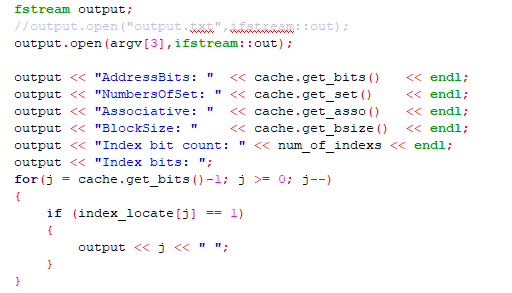 fstream output;
//output.open("output.txt",ifstream::out);
output.open(argv[3],ifstream::out);

output << "AddressBits: "  << cache.get_bits()   << endl;
output << "NumbersOfSet: " << cache.get_set()    << endl;
output << "Associative: "  << cache.get_asso()   << endl;
output << "BlockSize: "    << cache.get_bsize()  << endl;
output << "Index bit count: " << num_of_indexs << endl;
output << "Index bits: ";
for(j = cache.get_bits()-1; j >= 0; j--)
{
    if (index_locate[j] == 1)
    {
        output << j << " ";
    }
}